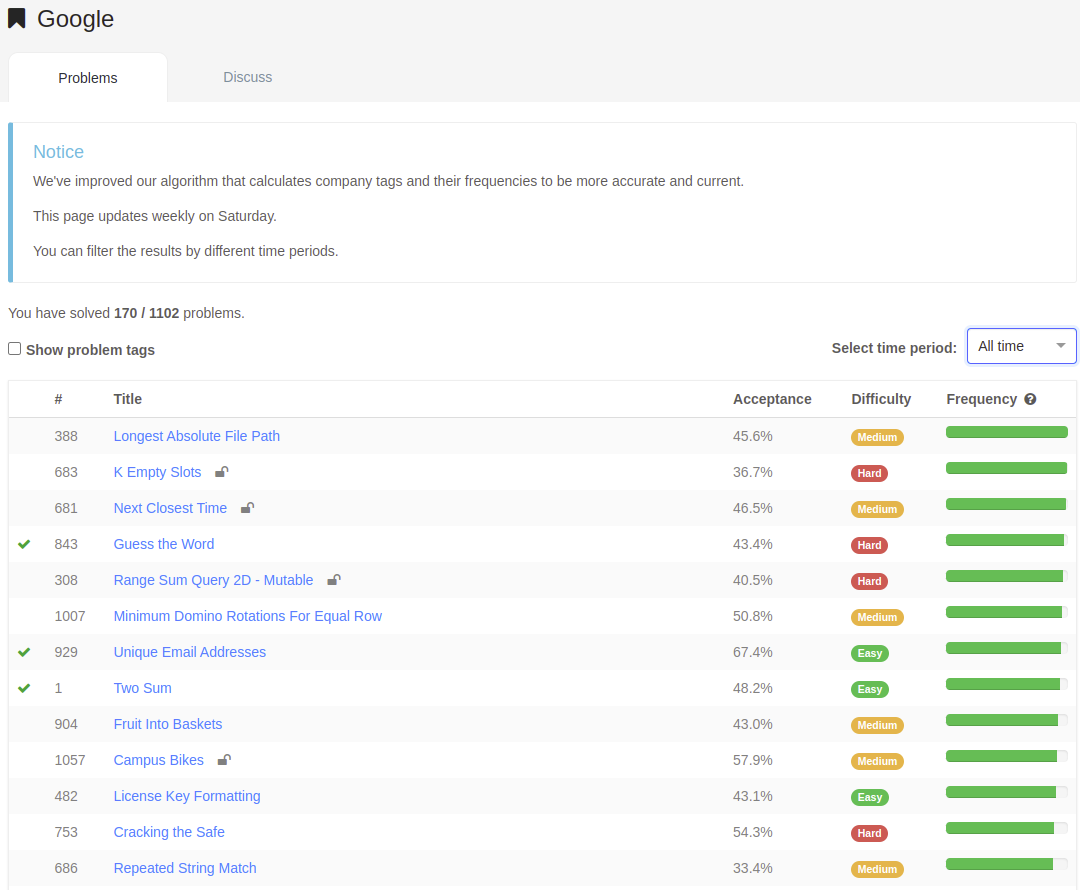 Google
Problems Discuss
Notice
We've improved our algorithm that calculates company tags and their frequencies to be more accurate and current.
This page updates weekly on Saturday.
You can filter the results by different time periods.
You have solved 170 / 1102 problems.
Show problem tags Select time period: All time
# Title Acceptance Difficulty Frequency ?
388 Longest Absolute File Path 45.6% Medium
683 K Empty Slots 36.7% Hard
681 Next Closest Time 46.5% Medium
843 Guess the Word 43.4% Hard
308 Range Sum Query 2D - Mutable 40.5% Hard
1007 Minimum Domino Rotations For Equal Row 50.8% Medium
929 Unique Email Addresses 67.4% Easy
1 Two Sum 48.2% Easy
904 Fruit Into Baskets 43.0% Medium
1057 Campus Bikes 57.9% Medium
482 License Key Formatting 43.1% Easy
753 Cracking the Safe 54.3% Hard
686 Repeated String Match 33.4% Medium